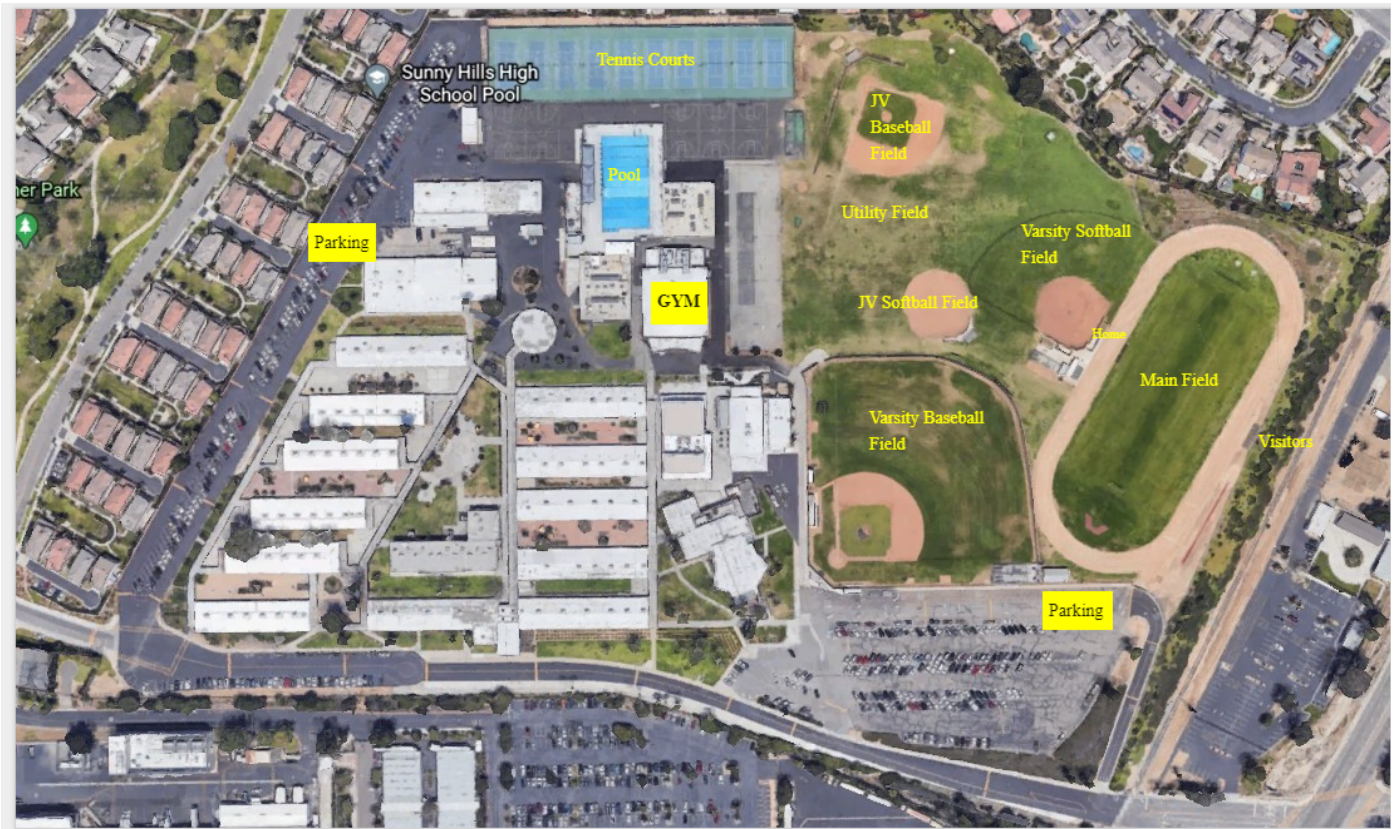 Tennis Courts
Sunny Hills High
School Pool
JV
Baseball
Field
Pool
ner Park
Utility Field
Parking
Varsity Softball
Field
GYM
JV Softball Field
Home
Main Field
Varsity Baseball
Field
Visitors
Parking